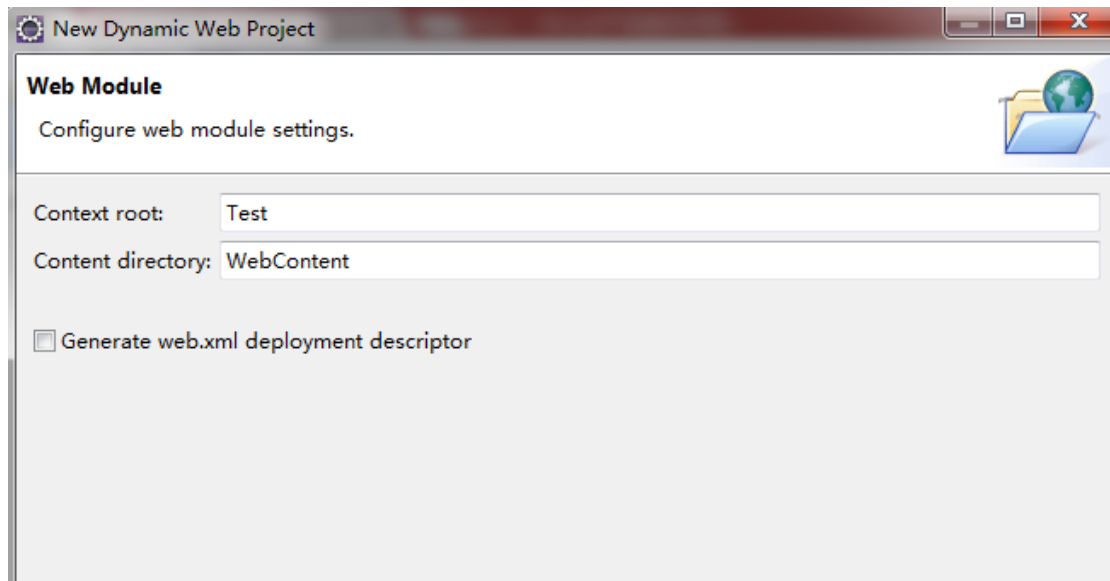 New Dynamic Web Project
Web Module
Configure web module settings.
Context root: Test
Content directory: WebContent
Generate web.xml deployment descriptor